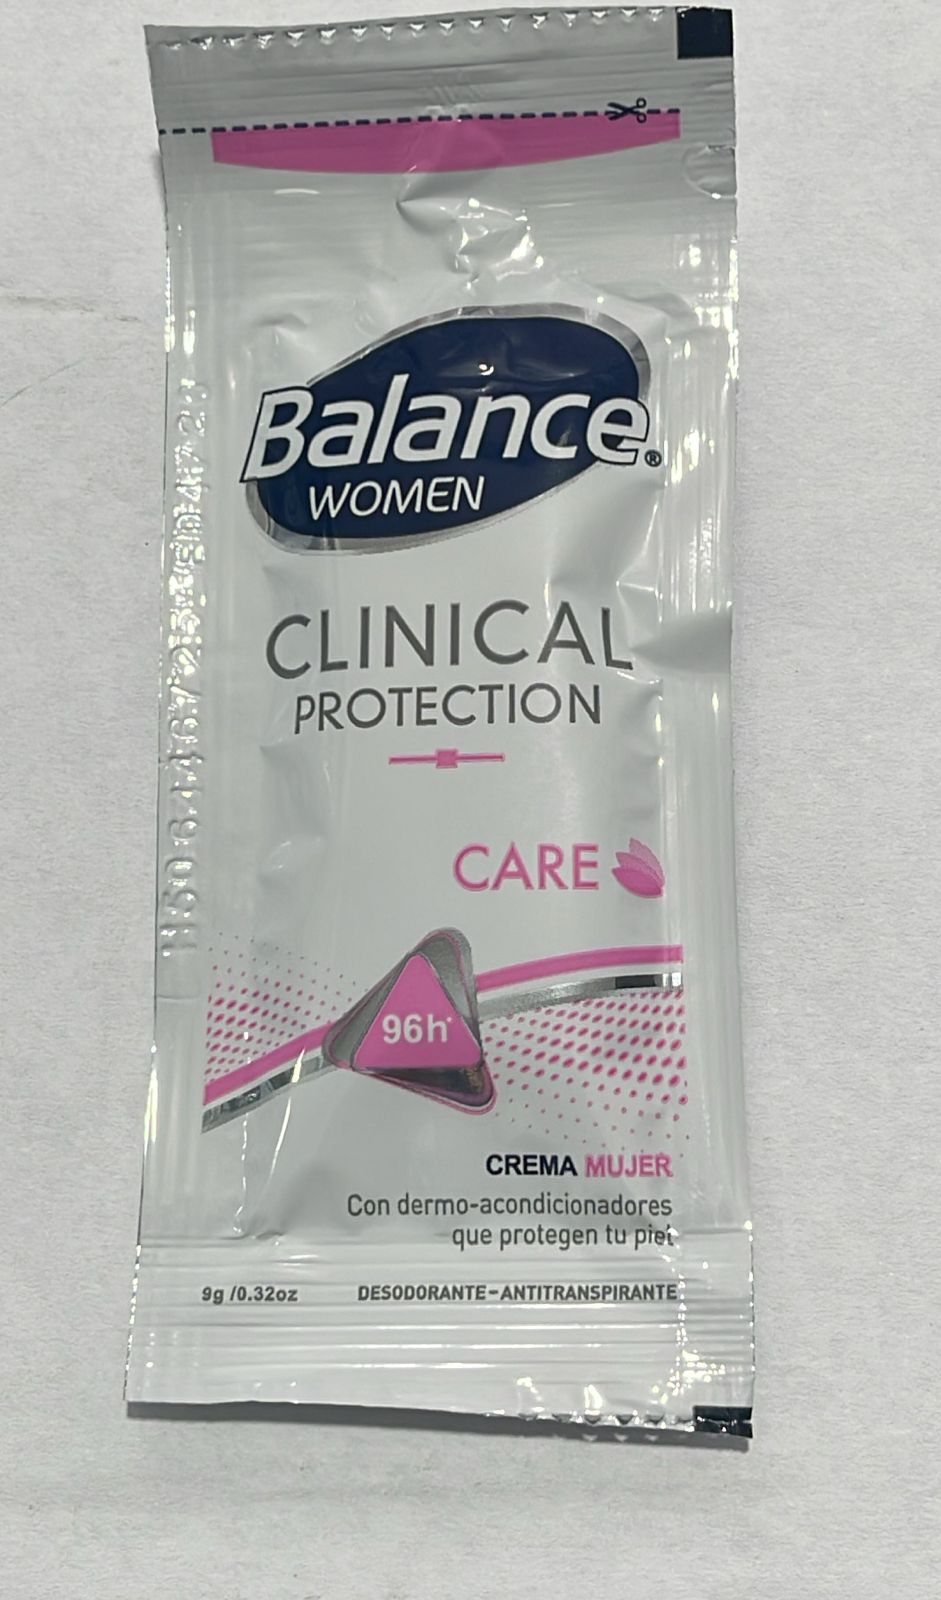 Balance®
WOMEN
CLINICAL
PROTECTION
CARE
96h*
CREMA MUJER
Con dermo-acondicionadores
que protegen tu piel
9g /0.32oz DESODORANTE-ANTITRANSPIRANTE